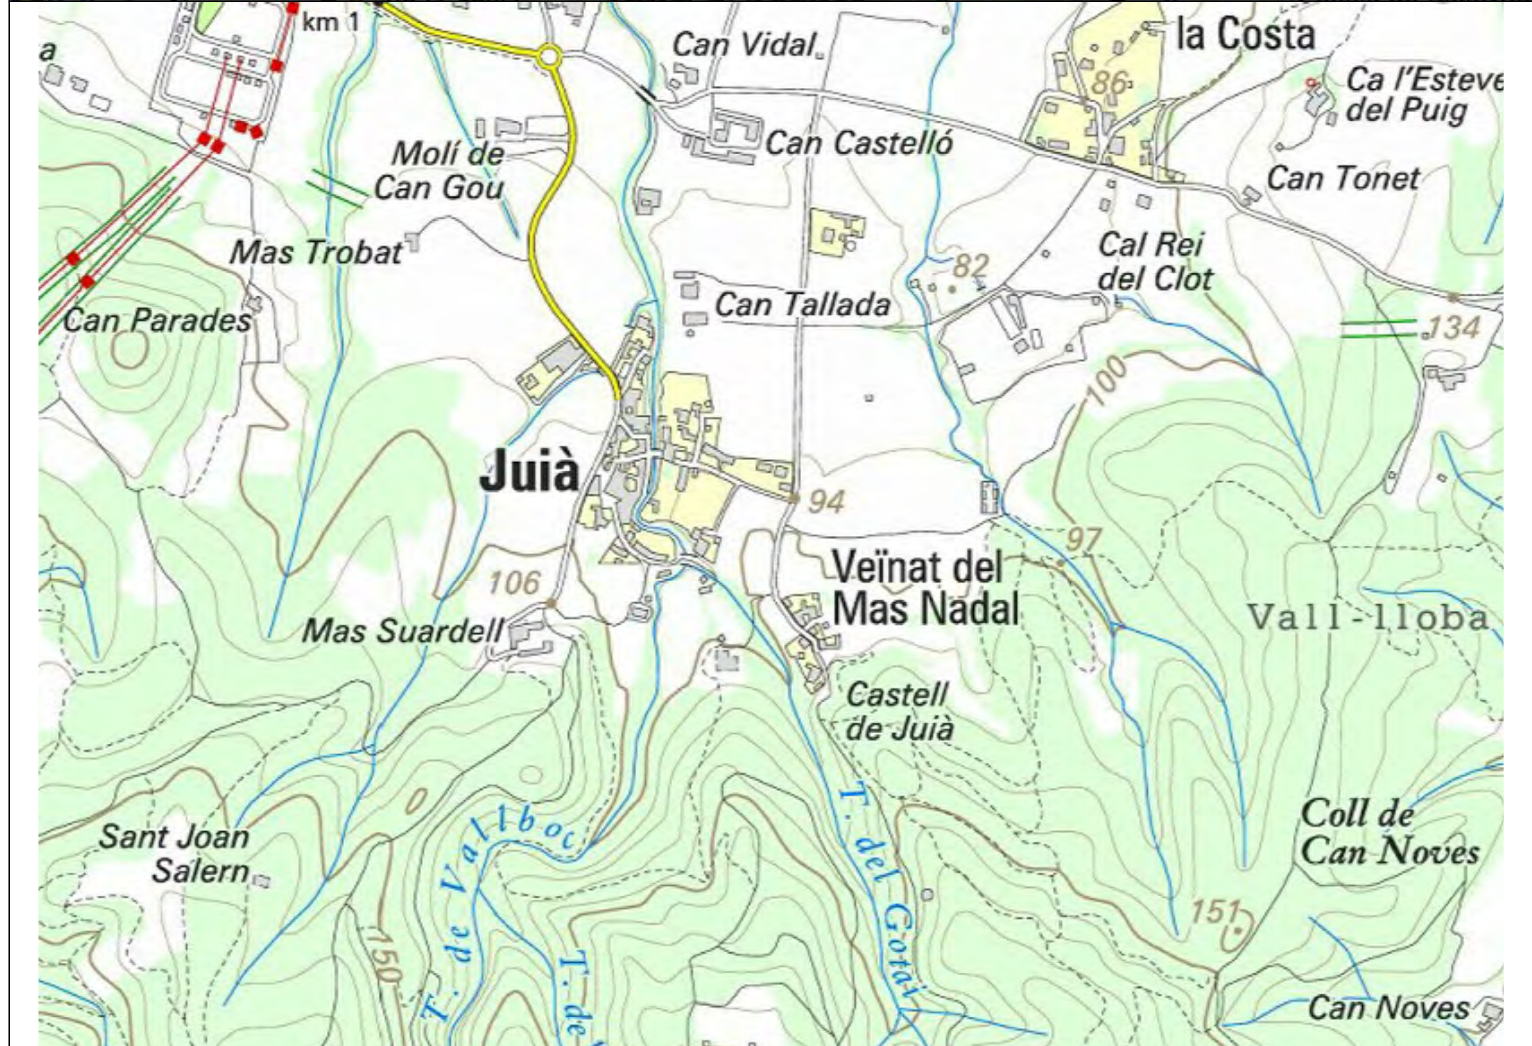 km 1
a
Can Vidal
la Costa
86
Ca l'Esteve
del Puig
Molí de
Can Gou
Can Castelló
Can Tonet
Mas Trobat
82
Cal Rei
del Clot
Can Parades
Can Tallada
134
100
Juià
94
97
106
Veïnat del
Mas Nadal
Vall-lloba
Mas Suardell
Castell
de Juià
Sant Joan
Salern
T. de Vallboc
T. del Gotai
Coll de
Can Noves
151
150
T. de
Can Noves